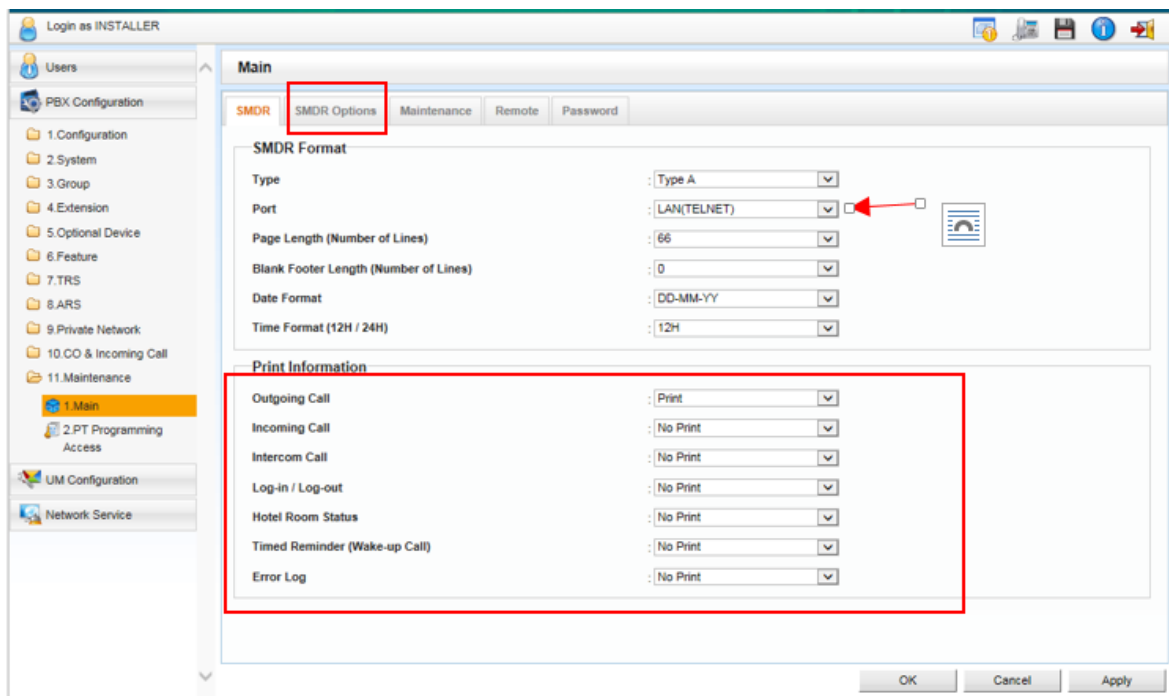 Login as INSTALLER
Users
PBX Configuration
1.Configuration
2.System
3.Group
4.Extension
5.Optional Device
6.Feature
7.TRS
8.ARS
9.Private Network
10.CO & Incoming Call
11.Maintenance
1.Main
2.PT Programming
Access
UM Configuration
Network Service
Main
SMDR SMDR Options Maintenance Remote Password
SMDR Format
Type : Type A
Port : LAN(TELNET)
Page Length (Number of Lines) : 66
Blank Footer Length (Number of Lines) : 0
Date Format : DD-MM-YY
Time Format (12H / 24H) : 12H
Print Information
Outgoing Call : Print
Incoming Call : No Print
Intercom Call : No Print
Log-in / Log-out : No Print
Hotel Room Status : No Print
Timed Reminder (Wake-up Call) : No Print
Error Log : No Print
OK Cancel Apply